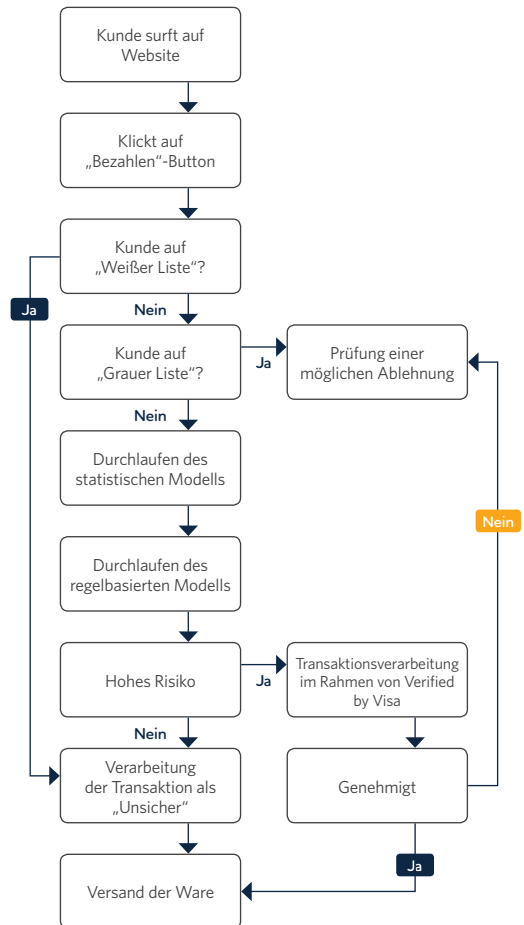 Kunde surft auf
Website
Klickt auf
„Bezahlen“-Button
Kunde auf
„Weißer Liste“?
Ja
Nein
Kunde auf
„Grauer Liste“?
Ja
Prüfung einer
möglichen Ablehnung
Nein
Durchlaufen des
statistischen Modells
Nein
Durchlaufen des
regelbasierten Modells
Hohes Risiko
Ja
Transaktionsverarbeitung
im Rahmen von Verified
by Visa
Nein
Verarbeitung
der Transaktion als
„Unsicher“
Genehmigt
Ja
Versand der Ware